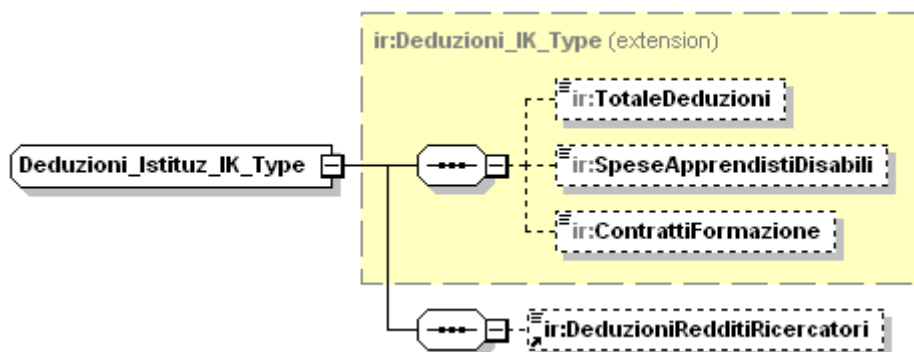 ir:Deduzioni_IK_Type (extension)
ir:TotaleDeduzioni
Deduzioni_Istituz_IK_Type
ir:SpeseApprendistiDisabili
ir:ContrattiFormazione
ir:DeduzioniRedditiRicercatori